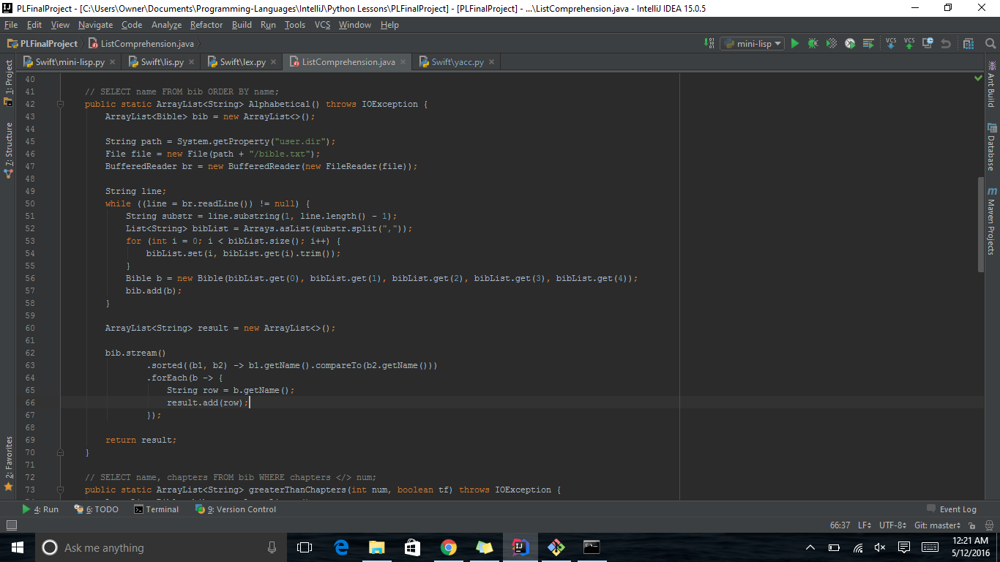 PLFinalProject - [C:\Users\Owner\Documents\Programming-Languages\IntelliJ\Python Lessons\PLFinalProject] - [PLFinalProject] - ...\ListComprehension.java - IntelliJ IDEA 15.0.5
File Edit View Navigate Code Analyze Refactor Build Run Tools VCS Window Help
PLFinalProject ListComprehension.java mini-lisp VCS VCS
Swift\mini-lisp.py Swift\lis.py Swift\lex.py ListComprehension.java Swift\yacc.py
1: Project
7: Structure
2: Favorites
40
41 // SELECT name FROM bib ORDER BY name;
42 public static ArrayList<String> Alphabetical() throws IOException {
43 ArrayList<Bible> bib = new ArrayList<>();
44
45 String path = System.getProperty("user.dir");
46 File file = new File(path + "/bible.txt");
47 BufferedReader br = new BufferedReader(new FileReader(file));
48
49 String line;
50 while ((line = br.readLine()) != null) {
51 String substr = line.substring(1, line.length() - 1);
52 List<String> bibList = Arrays.asList(substr.split(","));
53 for (int i = 0; i < bibList.size(); i++) {
54 bibList.set(i, bibList.get(i).trim());
55 }
56 Bible b = new Bible(bibList.get(0), bibList.get(1), bibList.get(2), bibList.get(3), bibList.get(4));
57 bib.add(b);
58 }
59
60 ArrayList<String> result = new ArrayList<>();
61
62 bib.stream()
63 .sorted((b1, b2) -> b1.getName().compareTo(b2.getName()))
64 .forEach(b -> {
65 String row = b.getName();
66 result.add(row);
67 });
68
69 return result;
70 }
71
72 // SELECT name, chapters FROM bib WHERE chapters </> num;
73 public static ArrayList<String> greaterThanChapters(int num, boolean tf) throws IOException {
Ant Build
Database
Maven Projects
4: Run 6: TODO Terminal 9: Version Control Event Log
66:37 LF UTF-8 Git: master
Ask me anything
12:21 AM
5/12/2016